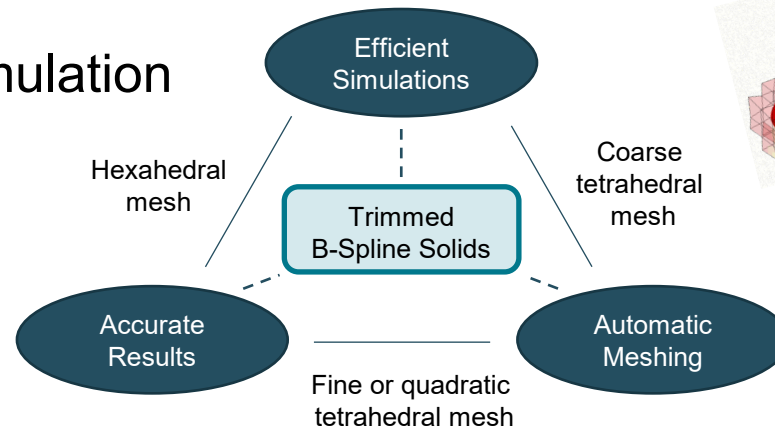 Efficient
Simulations
Hexahedral
mesh
Coarse
tetrahedral
mesh
Trimmed
B-Spline Solids
Accurate
Results
Automatic
Meshing
Fine or quadratic
tetrahedral mesh